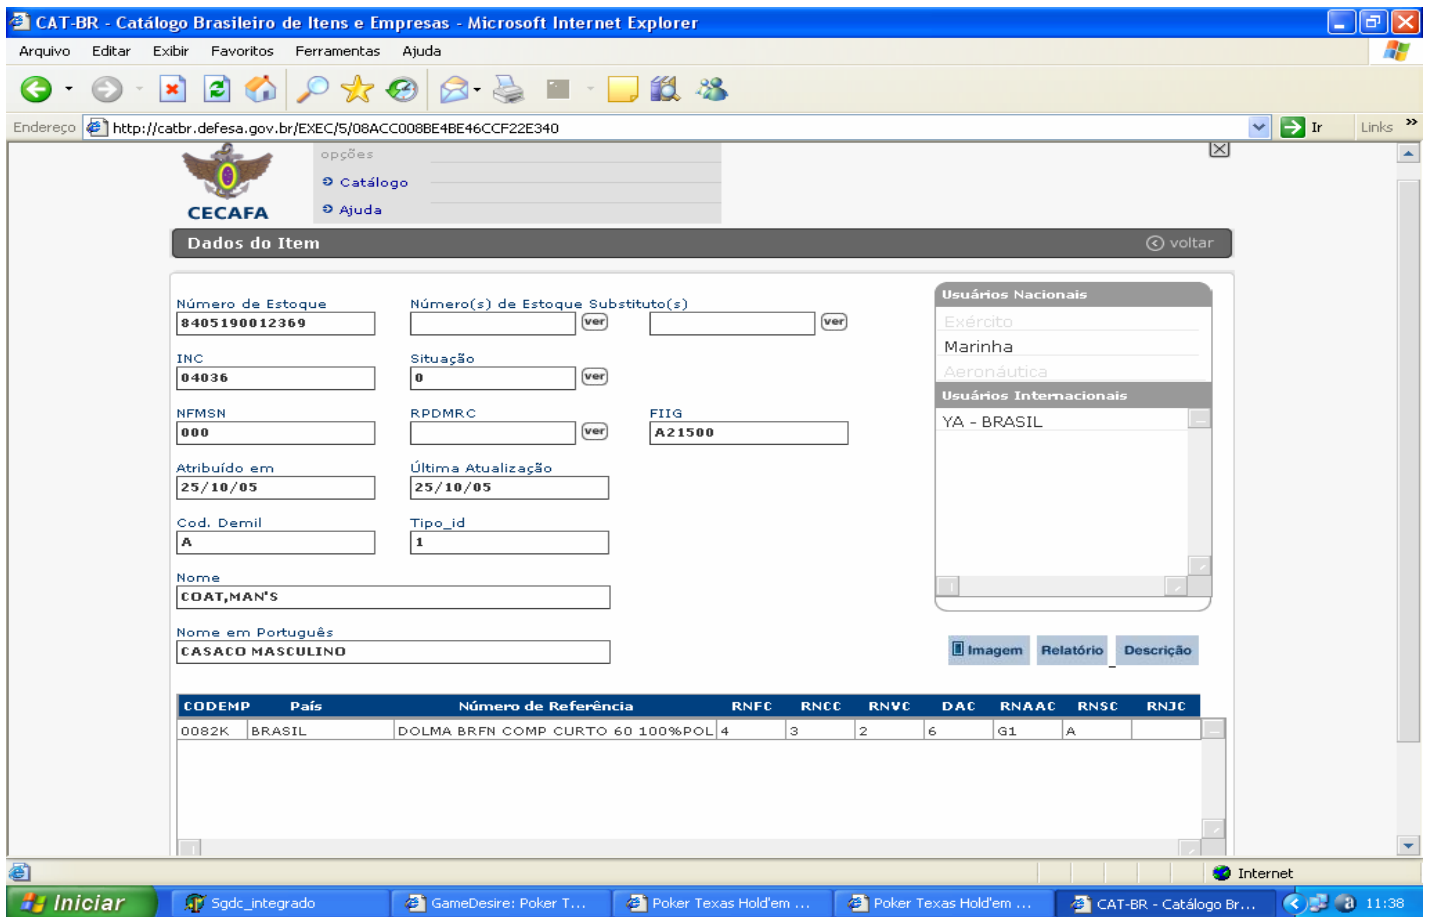 CAT-BR - Catálogo Brasileiro de Itens e Empresas - Microsoft Internet Explorer
Arquivo Editar Exibir Favoritos Ferramentas Ajuda
Endereço http://catbr.defesa.gov.br/EXEC/5/08ACC008BE4BE46CCF22E340 Ir Links »
opções
Catálogo
CECAFA Ajuda
Dados do Item voltar
Número de Estoque Número(s) de Estoque Substituto(s) Usuários Nacionais
8405190012369 ver ver Exército
Marinha
INC Situação
04036 0 ver Aeronáutica
Usuários Internacionais
NFMSN RPDMRC FIIG YA - BRASIL
000 ver A21500
Atribuído em Última Atualização
25/10/05 25/10/05
Cod. Demil Tipo_id
A 1
Nome
COAT,MAN'S
Nome em Português
CASACO MASCULINO Imagem Relatório Descrição
CODEMP País Número de Referência RNFC RNCC RNVC DAC RNAAC RNSC RNJC
0082K BRASIL DOLMA BRFN COMP CURTO 60 100%POL 4 3 2 6 G1 A
Internet
Iniciar Sgdc_integrado GameDesire: Poker T... Poker Texas Hold'em ... Poker Texas Hold'em ... CAT-BR - Catálogo Br... 11:38